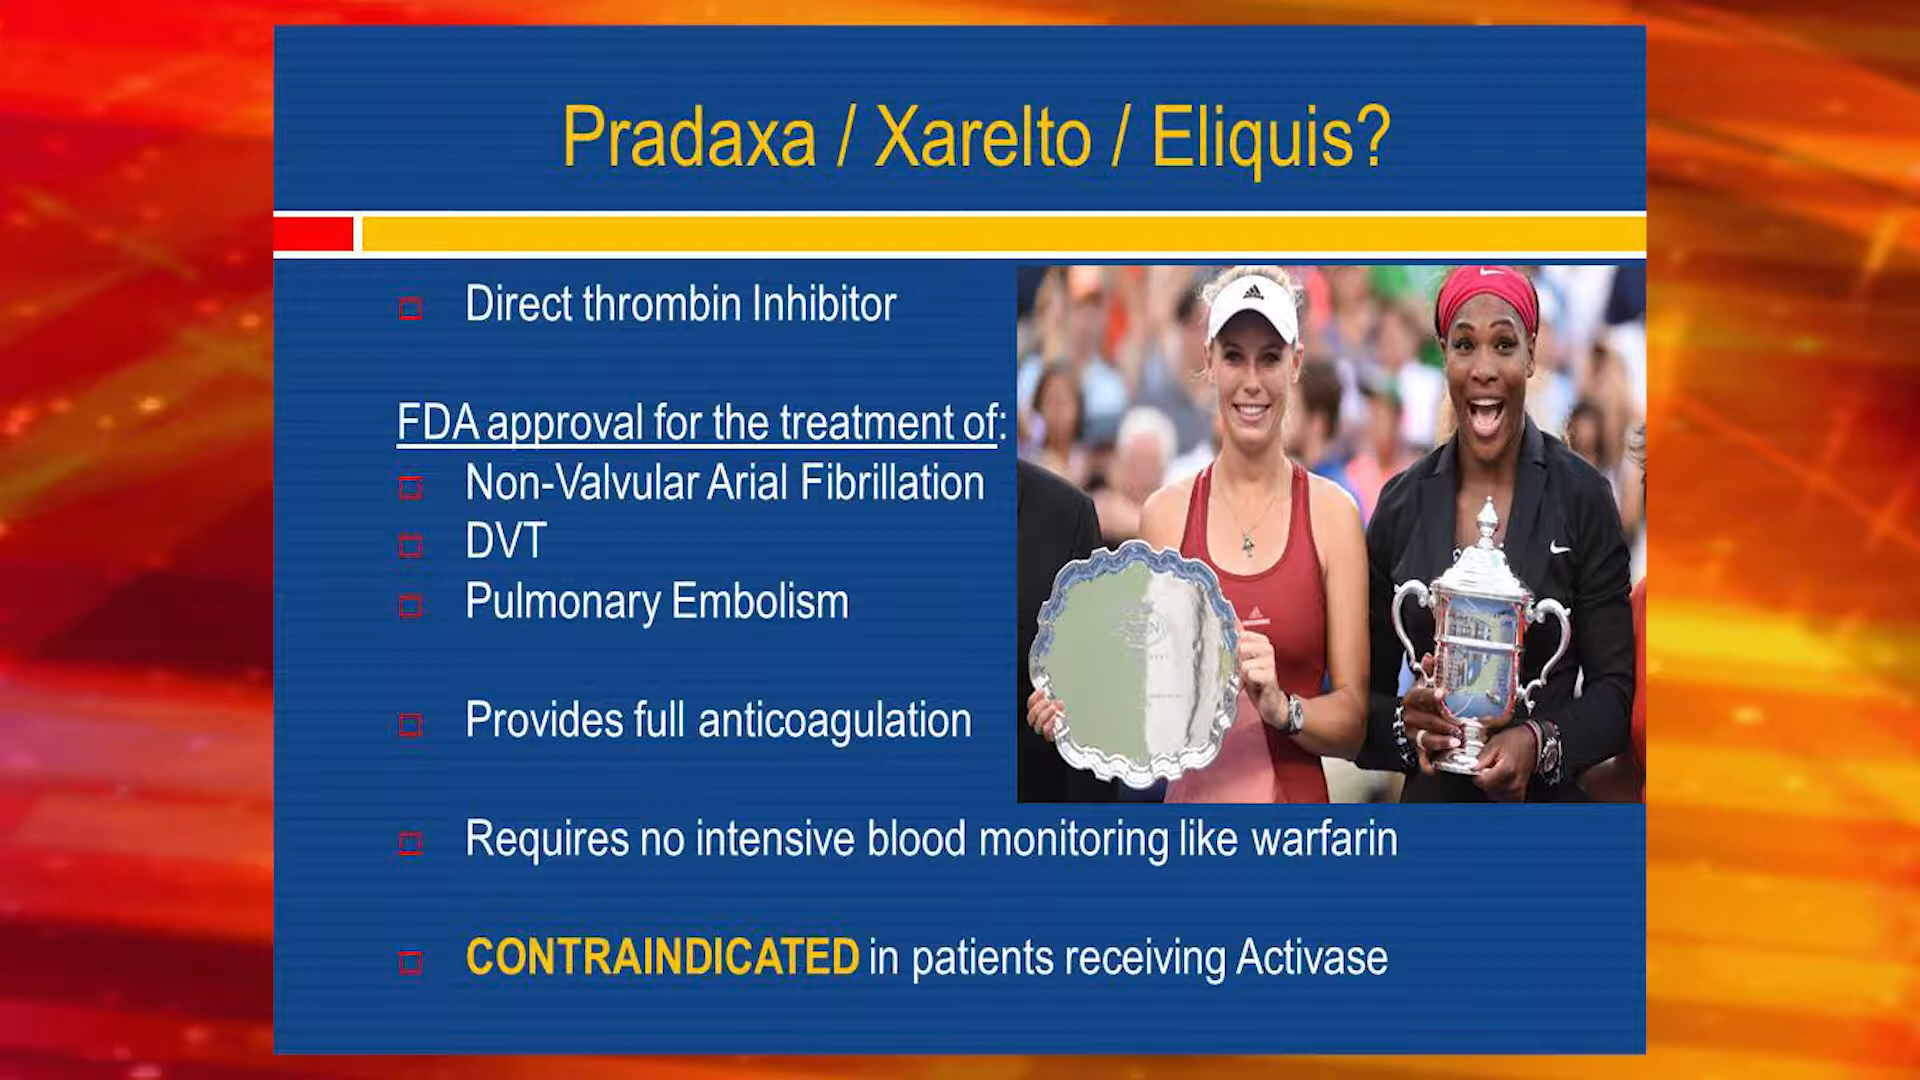 Pradaxa / Xarelto / Eliquis?
Direct thrombin Inhibitor
FDA approval for the treatment of:
Non-Valvular Arial Fibrillation
DVT
Pulmonary Embolism
Provides full anticoagulation
Requires no intensive blood monitoring like warfarin
CONTRAINDICATED in patients receiving Activase